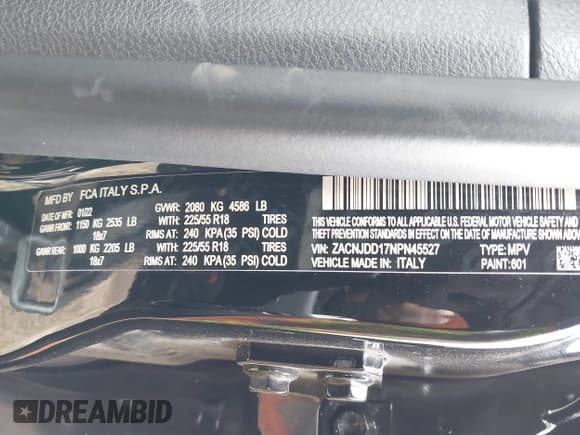 MFD BY FCA ITALY S.P.A.
DATE OF MFR: 01/22 GVWR: 2080 KG 4586 LB
GAWR FRONT: 1150 KG 2535 LB WITH: 225/55 R18 TIRES
18x7 RIMS AT: 240 KPA (35 PSI) COLD
GAWR REAR: 1000 KG 2205 LB WITH: 225/55 R18 TIRES
18x7 RIMS AT: 240 KPA (35 PSI) COLD
THIS VEHICLE CONFORMS TO ALL APPLICABLE U.S. FEDERAL MOTOR VEHICLE SAFETY, BUMPER, AND
THEFT PREVENTION STANDARDS IN EFFECT ON THE DATE OF MANUFACTURE SHOWN ABOVE.
VIN: ZACNJDD17NPN45527 TYPE: MPV
VEHICLE MADE IN: ITALY PAINT: 601
DREAMBID